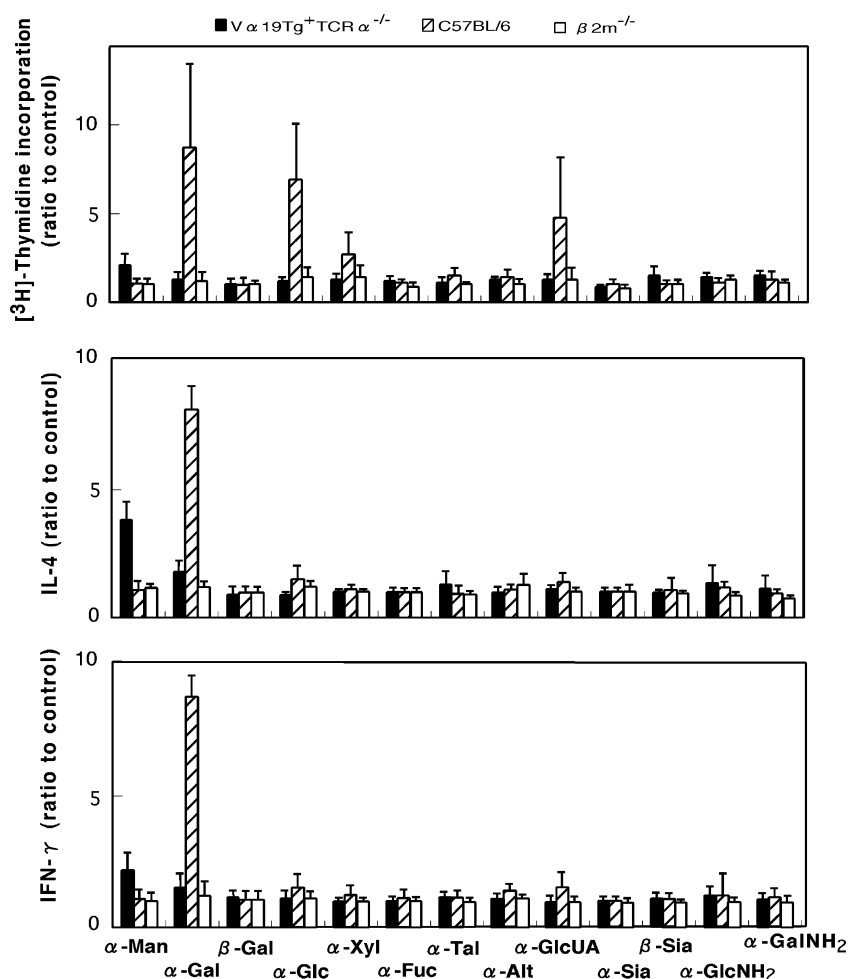 Vα19Tg⁺TCRα⁻/⁻ C57BL/6 β2m⁻/⁻
[³H]-Thymidine incorporation
(ratio to control)
10
5
0
IL-4 (ratio to control)
10
5
0
IFN-γ (ratio to control)
10
5
0
α-Man β-Gal α-Xyl α-Tal α-GlcUA β-Sia α-GalNH₂
α-Gal α-Glc α-Fuc α-Alt α-Sia α-GlcNH₂